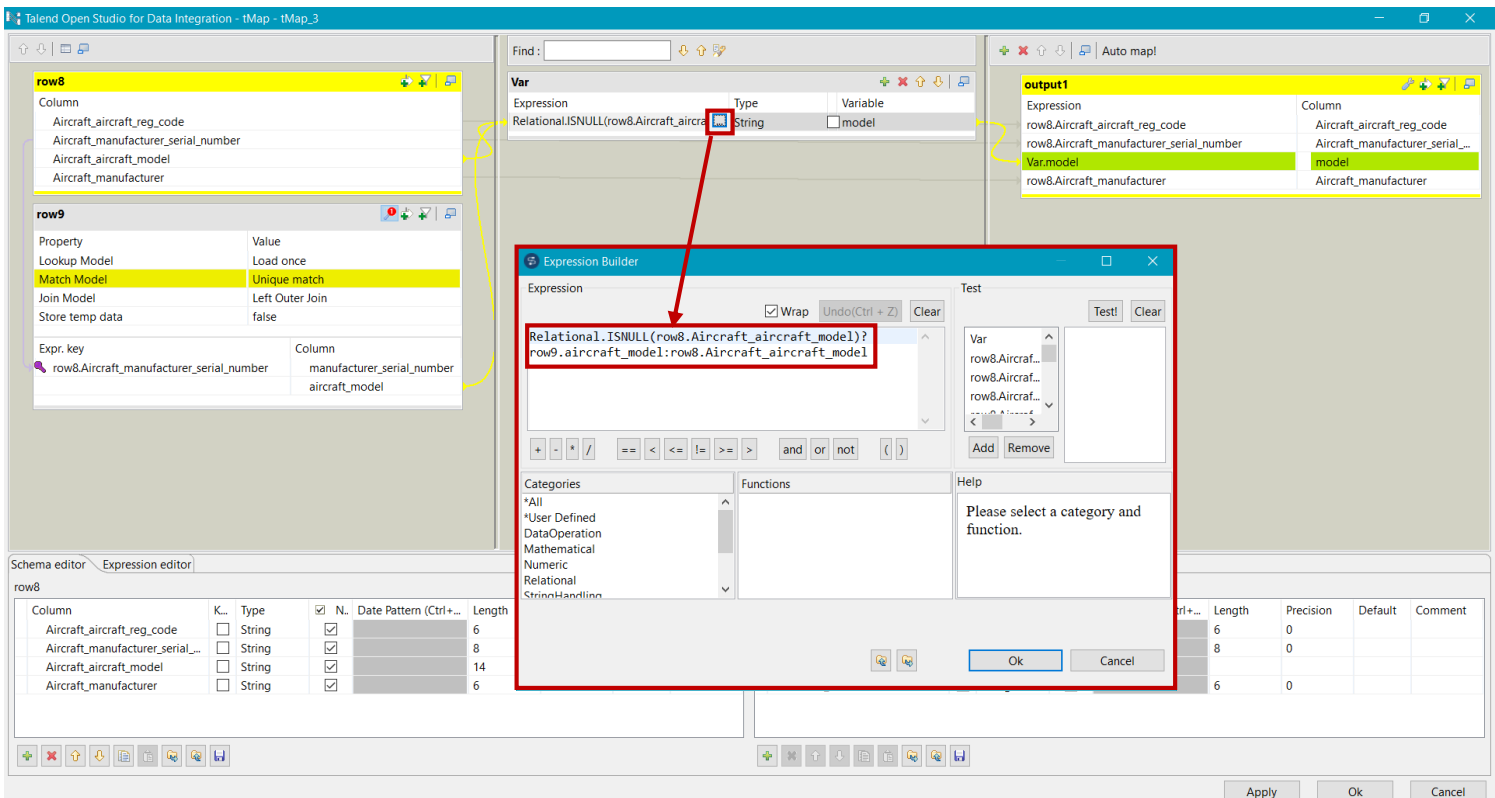 Talend Open Studio for Data Integration - tMap - tMap_3
Find :
Auto map!
row8
Column
Aircraft_aircraft_reg_code
Aircraft_manufacturer_serial_number
Aircraft_aircraft_model
Aircraft_manufacturer
row9
Property Value
Lookup Model Load once
Match Model Unique match
Join Model Left Outer Join
Store temp data false
Expr. key Column
row8.Aircraft_manufacturer_serial_number manufacturer_serial_number
aircraft_model
Var
Expression Type Variable
Relational.ISNULL(row8.Aircraft_aircra ... String model
output1
Expression Column
row8.Aircraft_aircraft_reg_code Aircraft_aircraft_reg_code
row8.Aircraft_manufacturer_serial_number Aircraft_manufacturer_serial_...
Var.model model
row8.Aircraft_manufacturer Aircraft_manufacturer
Expression Builder
Expression
Wrap Undo(Ctrl + Z) Clear
Relational.ISNULL(row8.Aircraft_aircraft_model)?
row9.aircraft_model:row8.Aircraft_aircraft_model
+ - * / == < <= != >= > and or not ( )
Test
Test! Clear
Var
row8.Aircraf...
row8.Aircraf...
row8.Aircraf...
Add Remove
Categories
*All
*User Defined
DataOperation
Mathematical
Numeric
Relational
StringHandling
Functions
Help
Please select a category and
function.
Ok Cancel
Schema editor Expression editor
row8
Column K... Type N.. Date Pattern (Ctrl+... Length
Aircraft_aircraft_reg_code String 6
Aircraft_manufacturer_serial_... String 8
Aircraft_aircraft_model String 14
Aircraft_manufacturer String 6
trl+... Length Precision Default Comment
6 0
8 0
6 0
Apply Ok Cancel